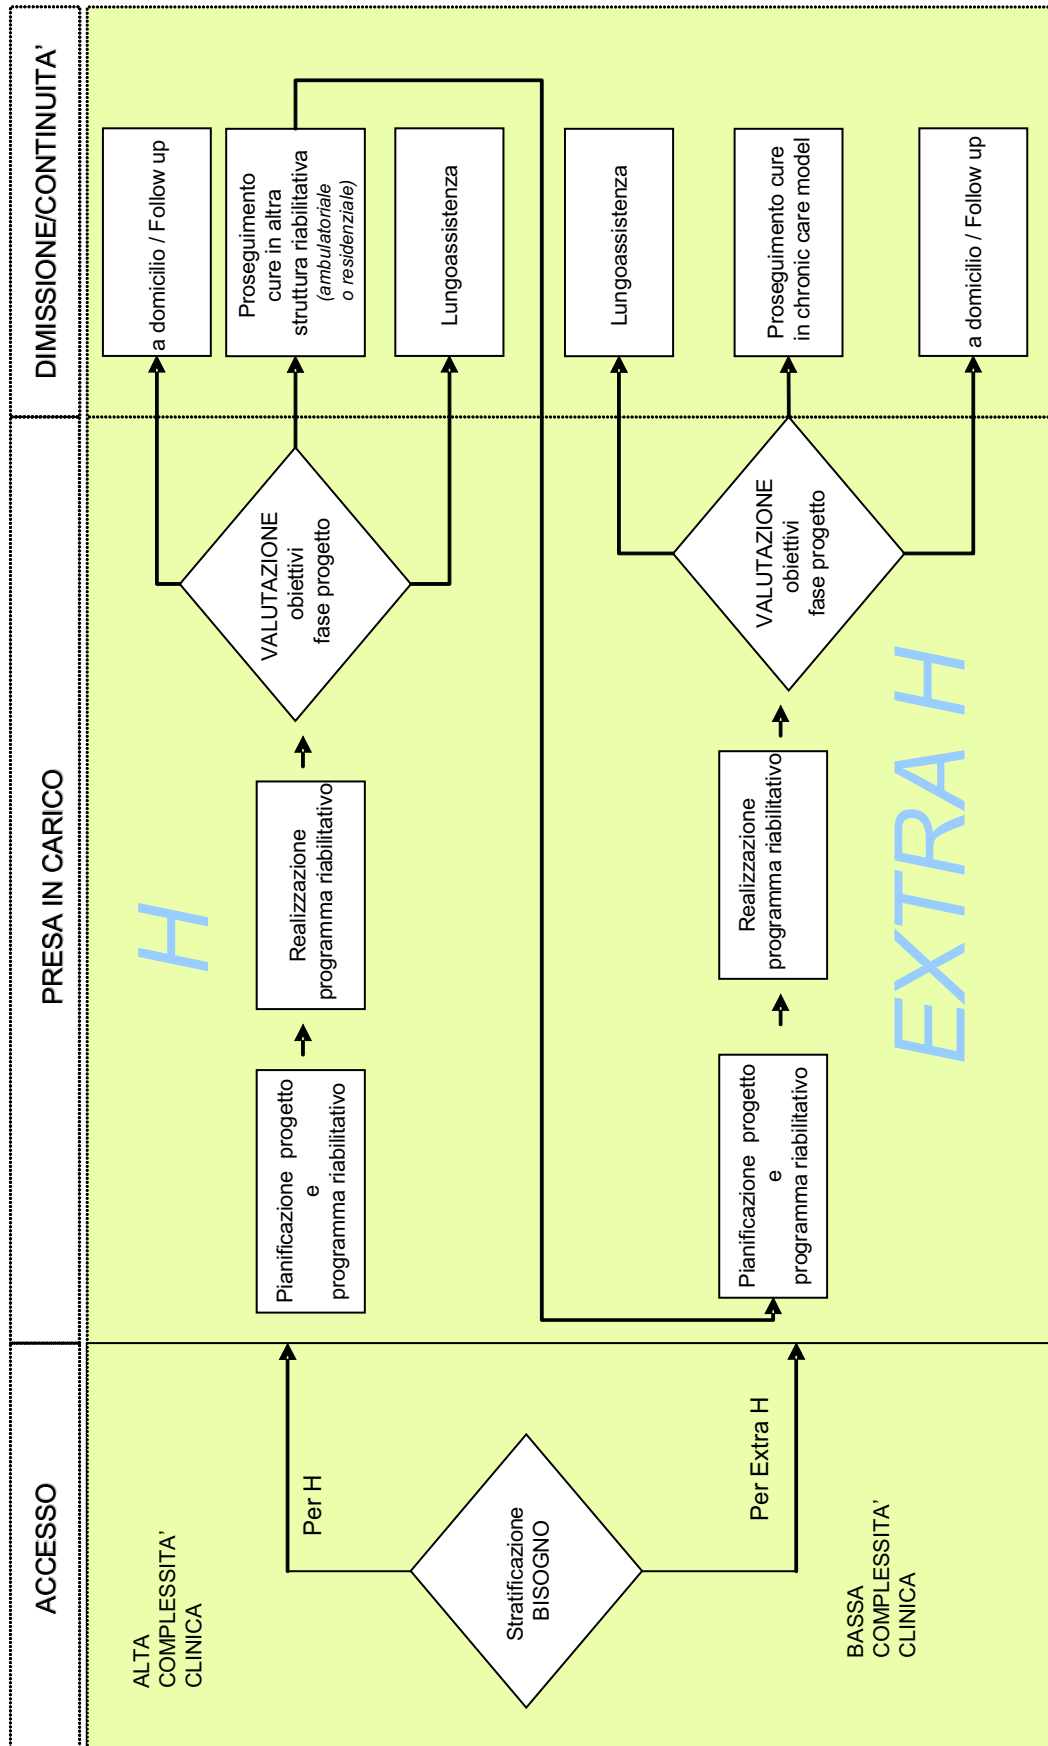 ACCESSO
PRESA IN CARICO
DIMISSIONE/CONTINUITA’
ALTA
COMPLESSITA’
CLINICA
Per H
Stratificazione
BISOGNO
Per Extra H
BASSA
COMPLESSITA’
CLINICA
H
Pianificazione progetto
e
programma riabilitativo
Realizzazione
programma riabilitativo
VALUTAZIONE
obiettivi
fase progetto
a domicilio / Follow up
Proseguimento
cure in altra
struttura riabilitativa
(ambulatoriale
o residenziale)
Lungoassistenza
Pianificazione progetto
e
programma riabilitativo
Realizzazione
programma riabilitativo
VALUTAZIONE
obiettivi
fase progetto
Lungoassistenza
Proseguimento cure
in chronic care model
a domicilio / Follow up
EXTRA H